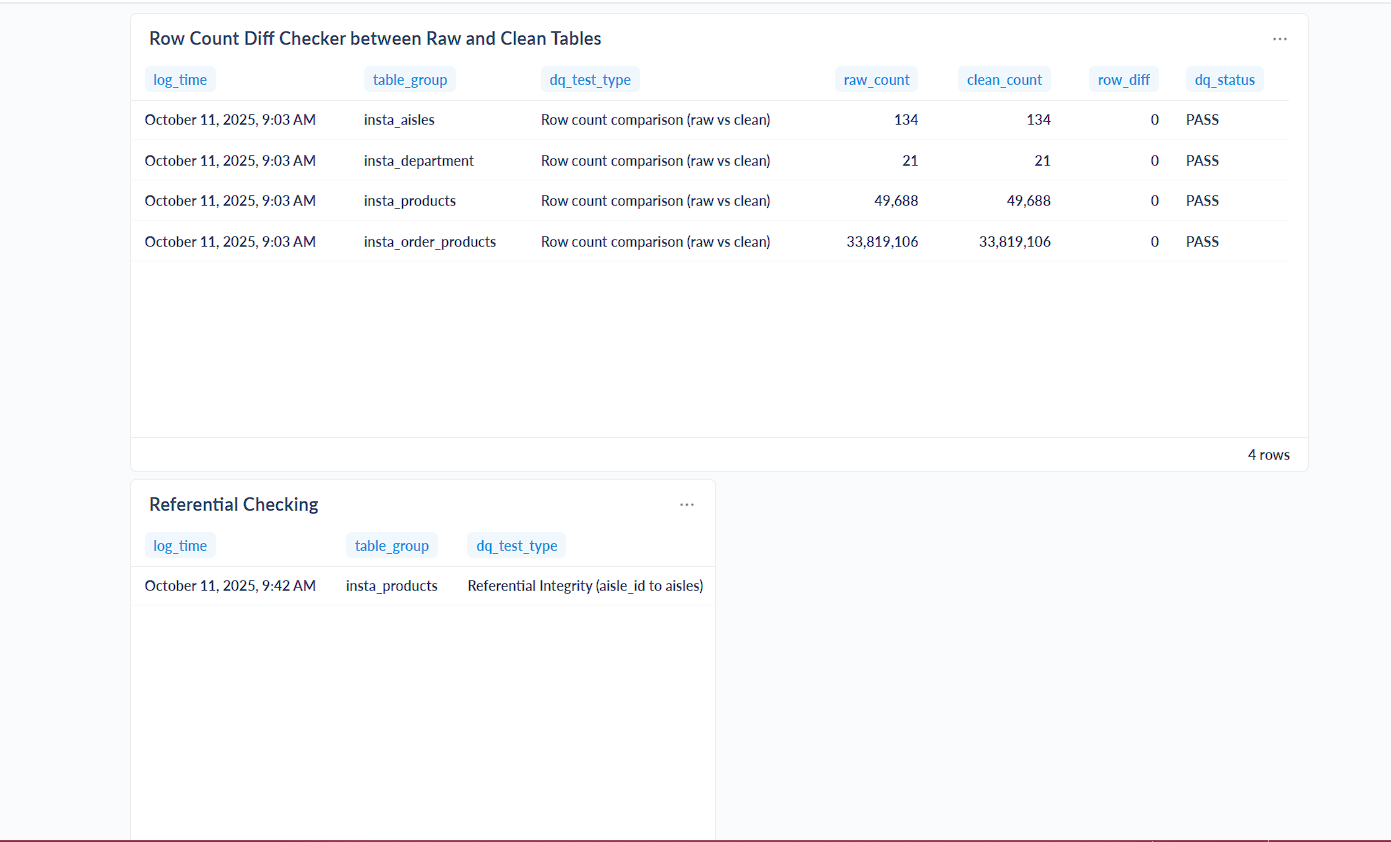 Row Count Diff Checker between Raw and Clean Tables
log_time table_group dq_test_type raw_count clean_count row_diff dq_status
October 11, 2025, 9:03 AM insta_aisles Row count comparison (raw vs clean) 134 134 0 PASS
October 11, 2025, 9:03 AM insta_department Row count comparison (raw vs clean) 21 21 0 PASS
October 11, 2025, 9:03 AM insta_products Row count comparison (raw vs clean) 49,688 49,688 0 PASS
October 11, 2025, 9:03 AM insta_order_products Row count comparison (raw vs clean) 33,819,106 33,819,106 0 PASS
4 rows
Referential Checking
log_time table_group dq_test_type
October 11, 2025, 9:42 AM insta_products Referential Integrity (aisle_id to aisles)